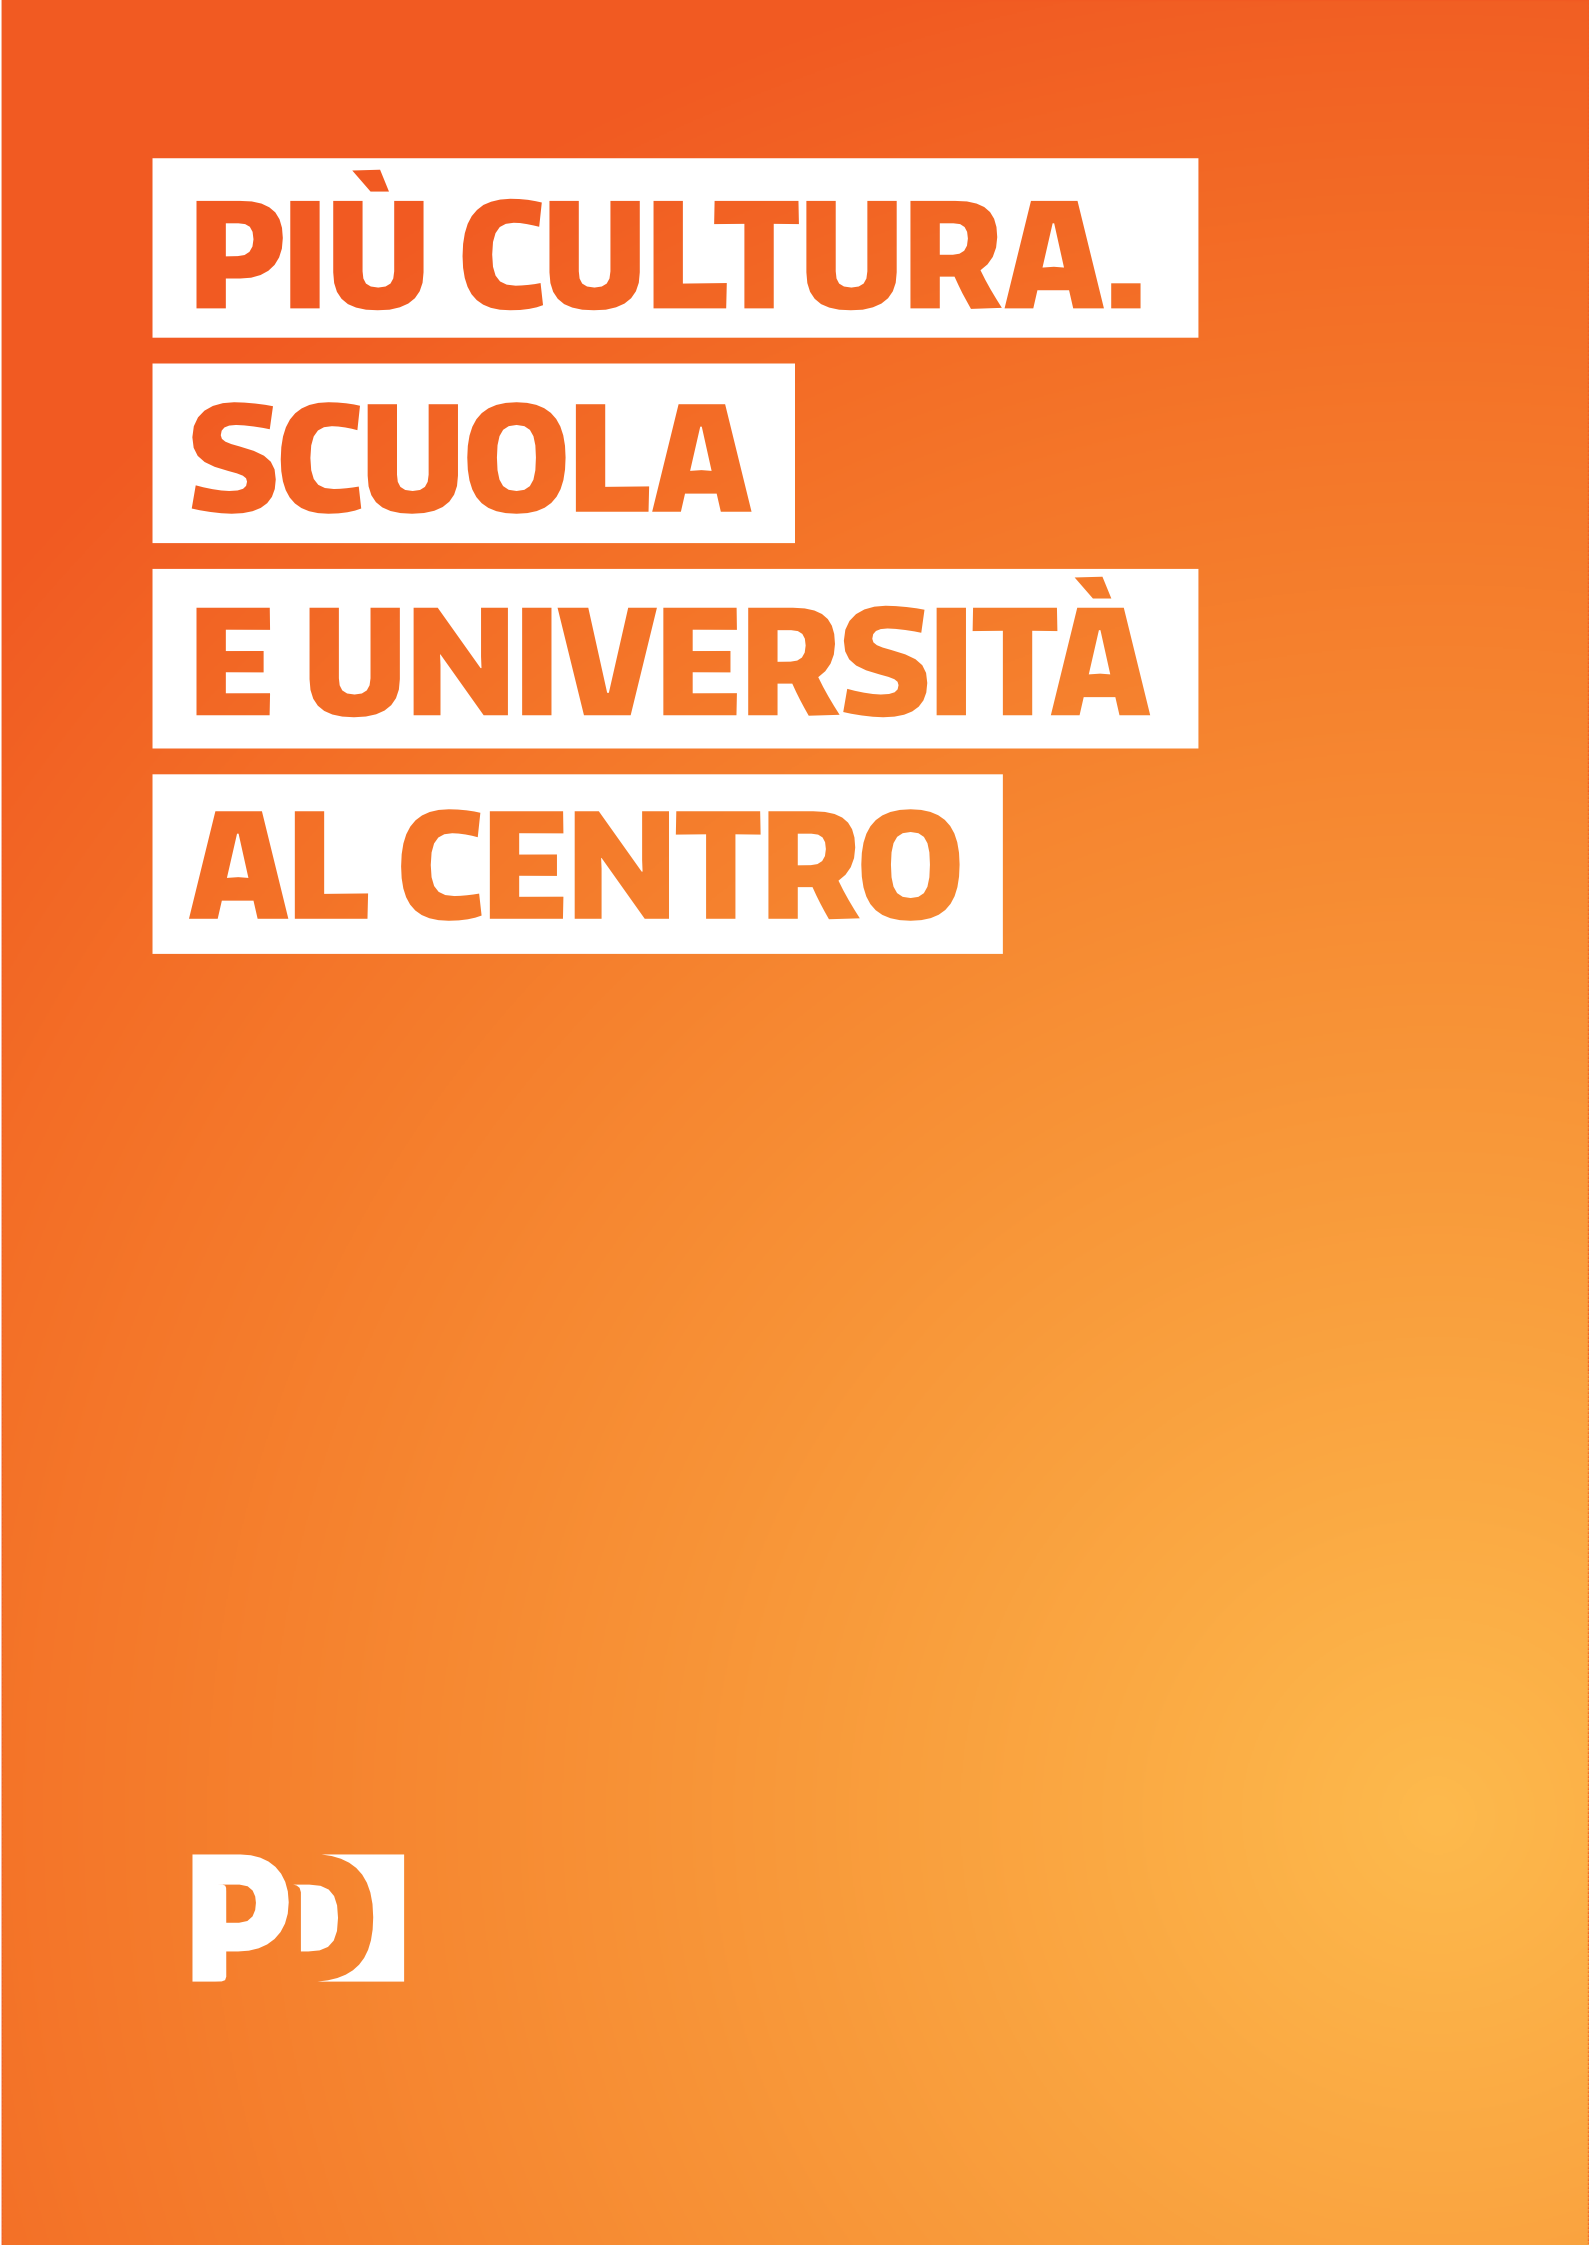 PIÙ CULTURA.
SCUOLA
E UNIVERSITÀ
AL CENTRO
PD